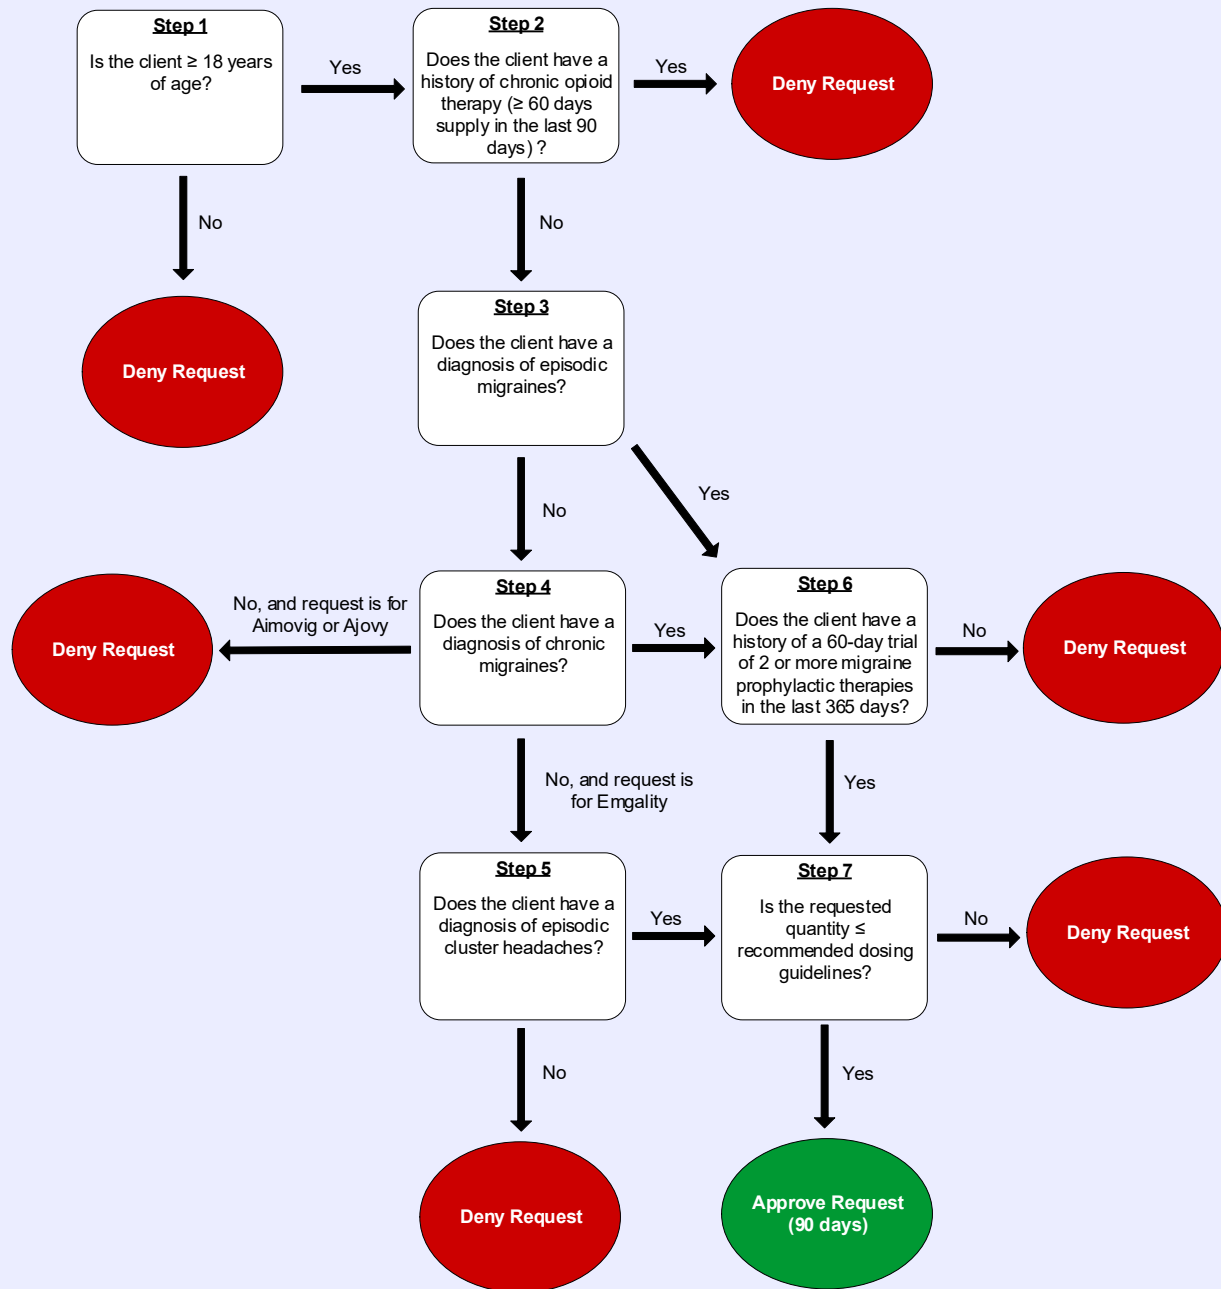 Step 1
Is the client ≥ 18 years
of age?
Yes
Step 2
Does the client have a
history of chronic opioid
therapy (≥ 60 days
supply in the last 90
days) ?
Yes
Deny Request
No
No
Deny Request
Step 3
Does the client have a
diagnosis of episodic
migraines?
No
Yes
Deny Request
No, and request is for
Aimovig or Ajovy
Step 4
Does the client have a
diagnosis of chronic
migraines?
Yes
Step 6
Does the client have a
history of a 60-day trial
of 2 or more migraine
prophylactic therapies
in the last 365 days?
No
Deny Request
No, and request is
for Emgality
Yes
Step 5
Does the client have a
diagnosis of episodic
cluster headaches?
Yes
Step 7
Is the requested
quantity ≤
recommended dosing
guidelines?
No
Deny Request
No
Yes
Deny Request
Approve Request
(90 days)